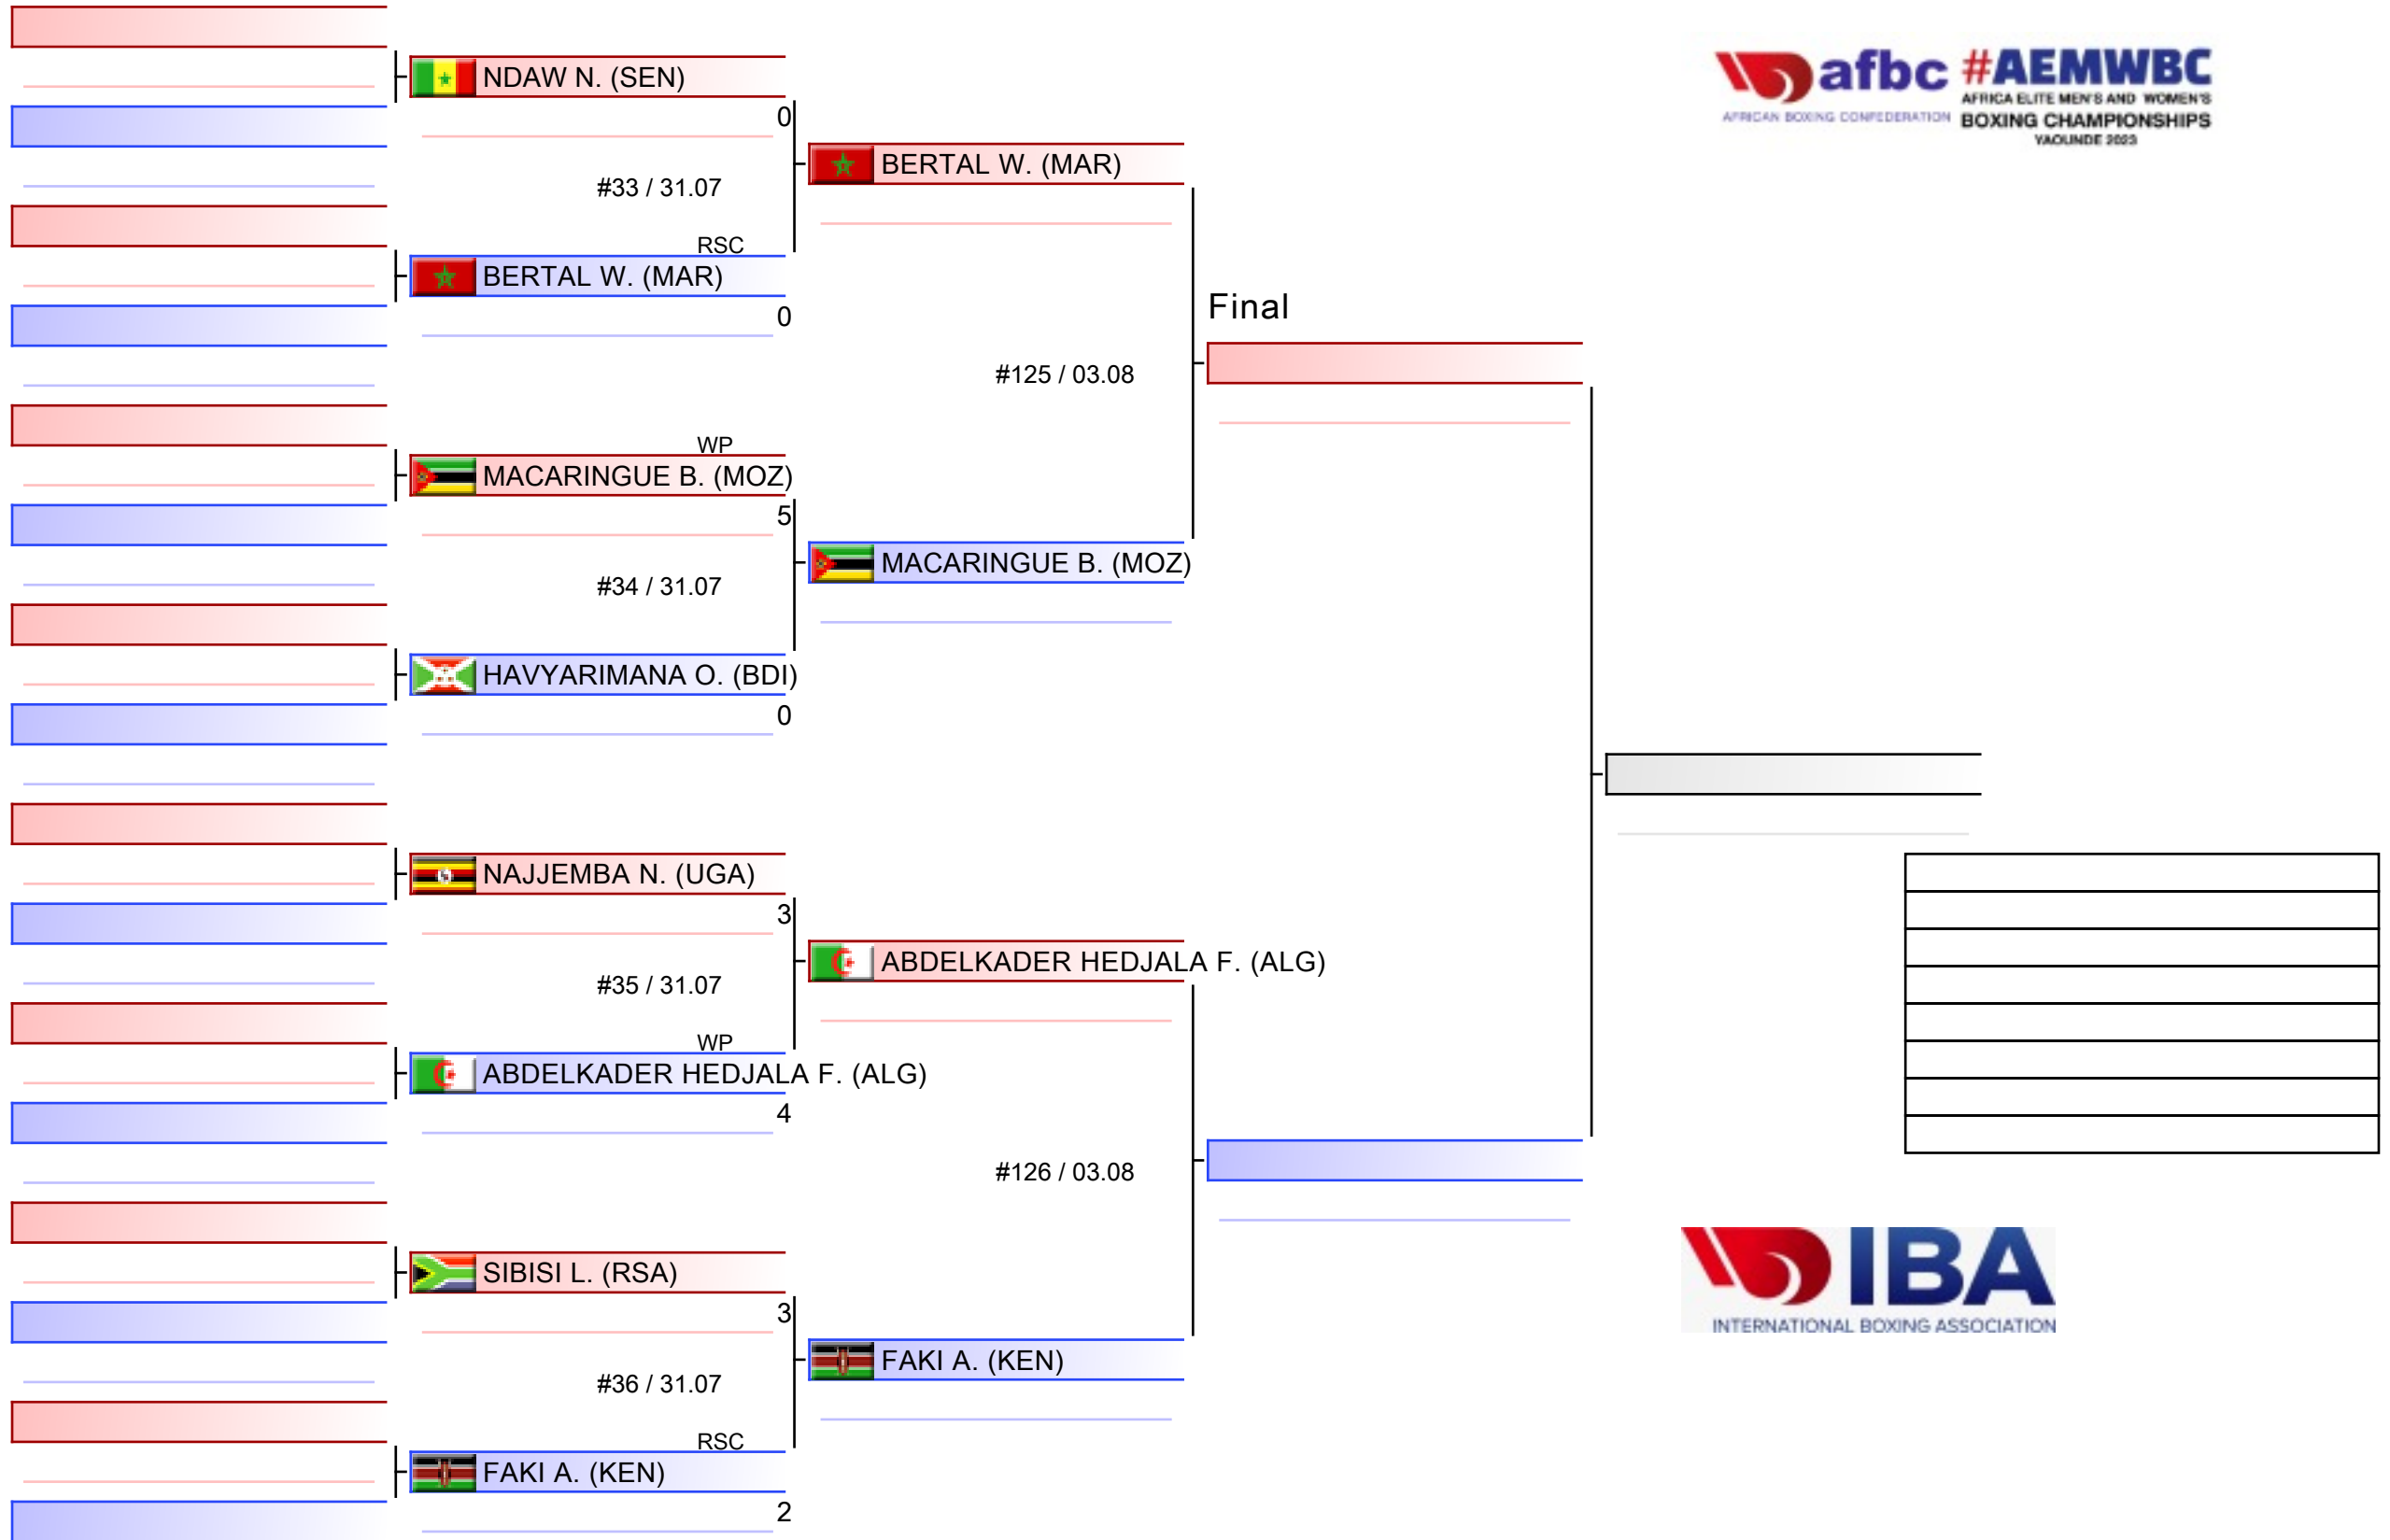 afbc #AEMWBC
AFRICA ELITE MEN'S AND WOMEN'S
AFRICAN BOXING CONFEDERATION
BOXING CHAMPIONSHIPS
YAOUNDE 2023
NDAW N. (SEN)
0
#33 / 31.07
RSC
BERTAL W. (MAR)
0
WP
MACARINGUE B. (MOZ)
5
#34 / 31.07
HAVYARIMANA O. (BDI)
0
NAJJEMBA N. (UGA)
3
#35 / 31.07
WP
ABDELKADER HEDJALA F. (ALG)
4
SIBISI L. (RSA)
3
#36 / 31.07
RSC
FAKI A. (KEN)
2
BERTAL W. (MAR)
#125 / 03.08
MACARINGUE B. (MOZ)
ABDELKADER HEDJALA F. (ALG)
#126 / 03.08
FAKI A. (KEN)
Final
IBA
INTERNATIONAL BOXING ASSOCIATION